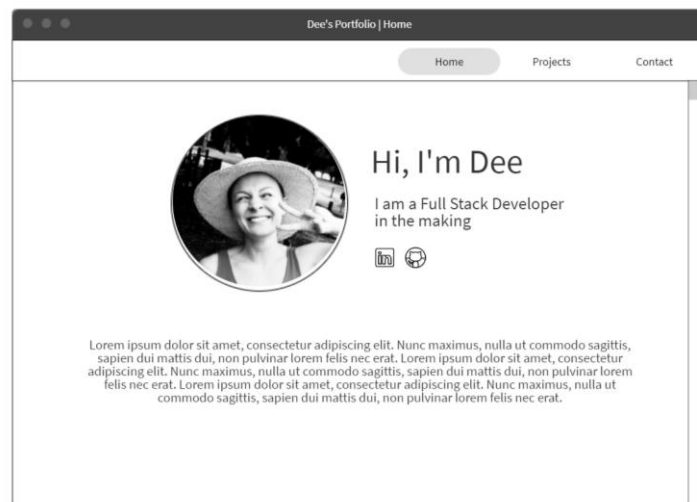 Dee's Portfolio | Home
Home Projects Contact
Hi, I'm Dee
I am a Full Stack Developer
in the making
in
Lorem ipsum dolor sit amet, consectetur adipiscing elit. Nunc maximus, nulla ut commodo sagittis,
sapien dui mattis dui, non pulvinar lorem felis nec erat. Lorem ipsum dolor sit amet, consectetur
adipiscing elit. Nunc maximus, nulla ut commodo sagittis, sapien dui mattis dui, non pulvinar lorem
felis nec erat. Lorem ipsum dolor sit amet, consectetur adipiscing elit. Nunc maximus, nulla ut
commodo sagittis, sapien dui mattis dui, non pulvinar lorem felis nec erat.